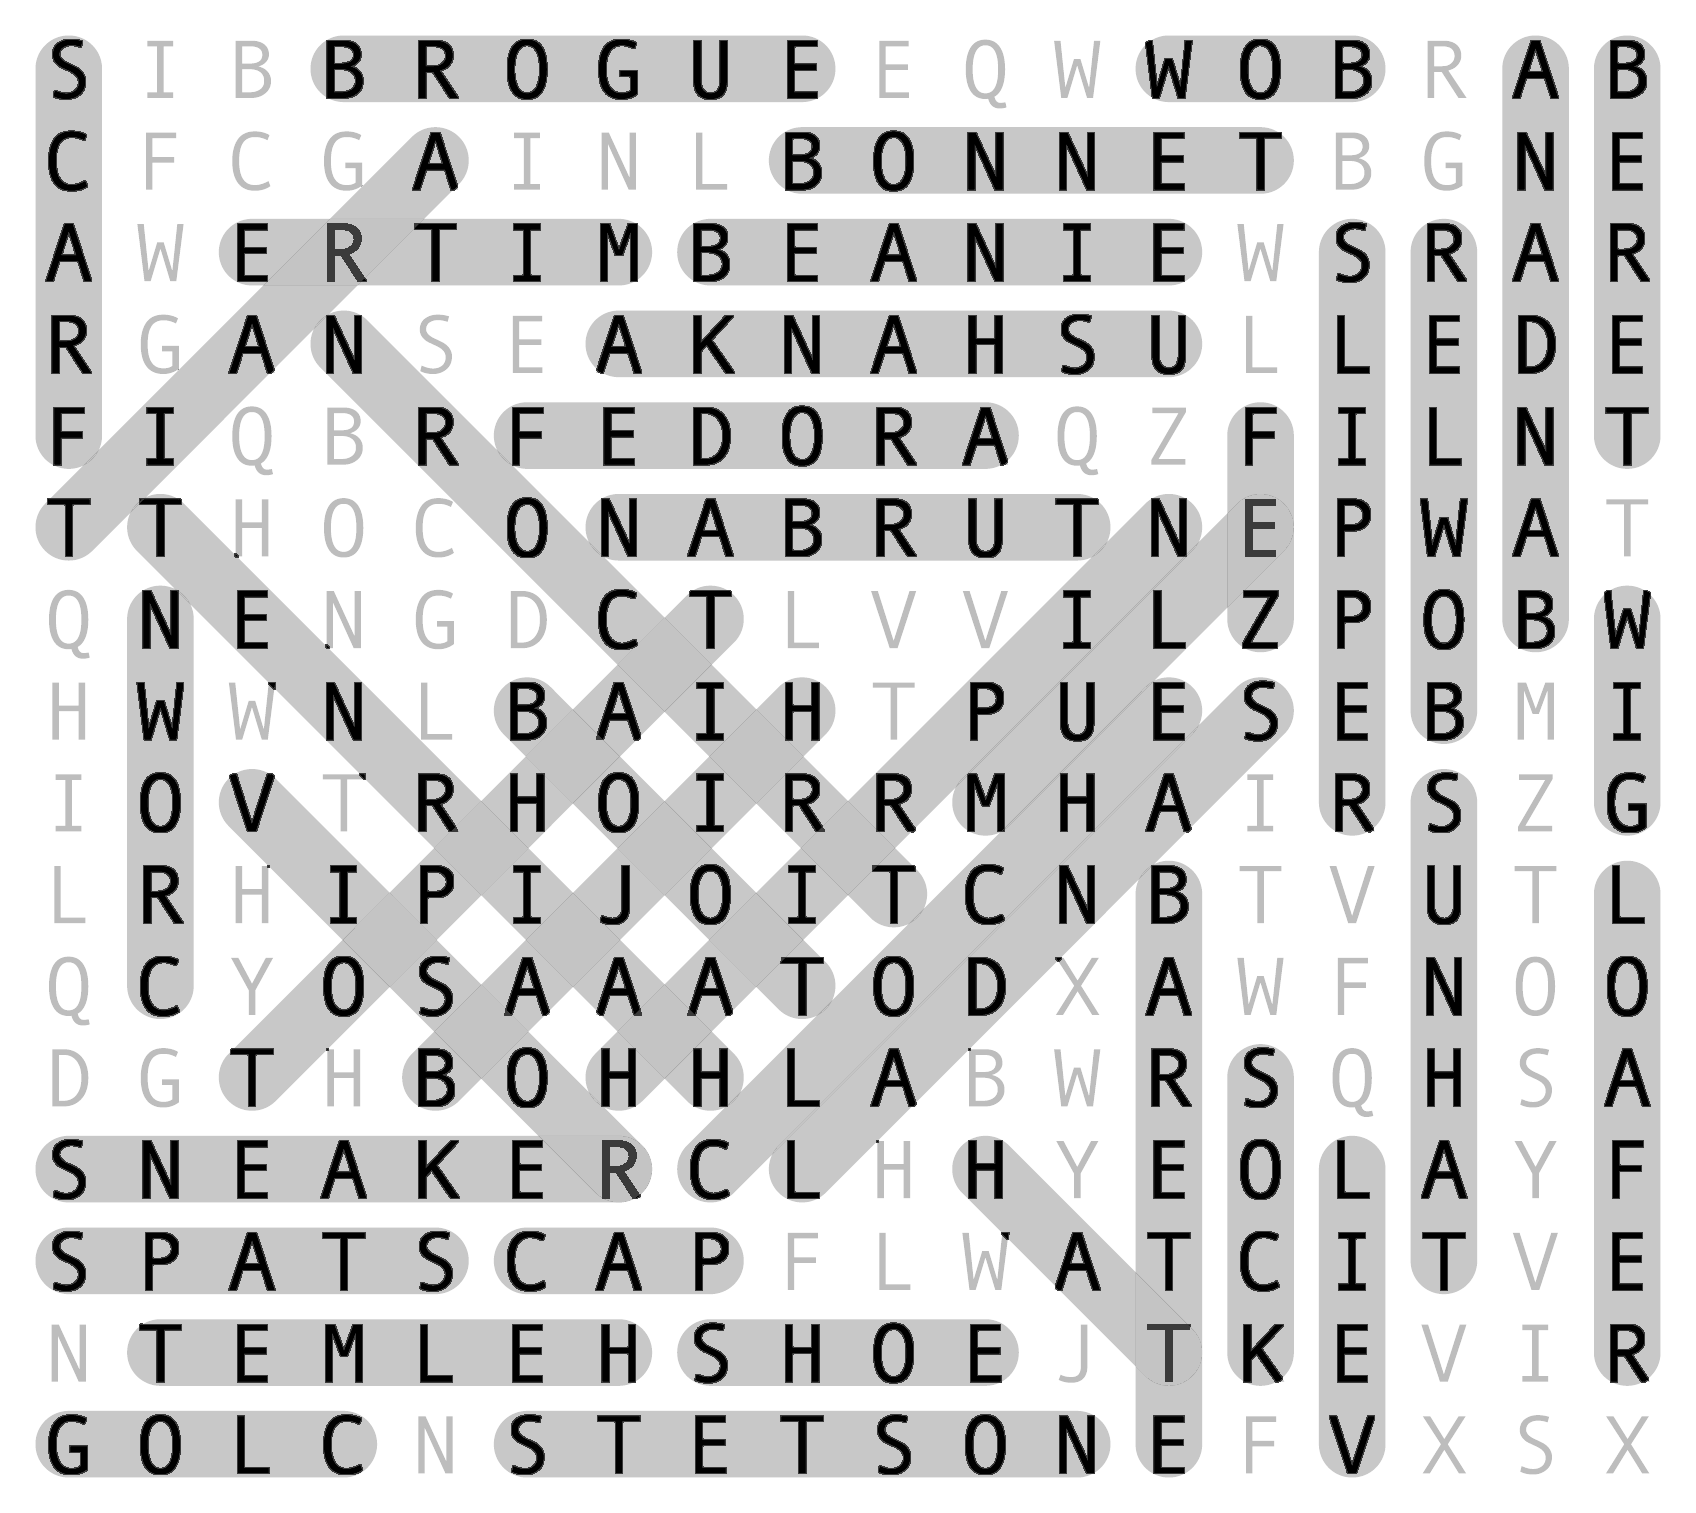 S I B B R O G U E E Q W W O B R A B
C F C G A I N L B O N N E T B G N E
A W E R T I M B E A N I E W S R A R
R G A N S E A K N A H S U L L E D E
F I Q B R F E D O R A Q Z F I L N T
T T H O C O N A B R U T N E P W A T
Q N E N G D C T L V V I L Z P O B W
H W W N L B A I H T P U E S E B M I
I O V T R H O I R R M H A I R S Z G
L R H I P I J O I T C N B T V U T L
Q C Y O S A A A T O D X A W F N O O
D G T H B O H H L A B W R S Q H S A
S N E A K E R C L H H Y E O L A Y F
S P A T S C A P F L W A T C I T V E
N T E M L E H S H O E J T K E V I R
G O L C N S T E T S O N E F V X S X